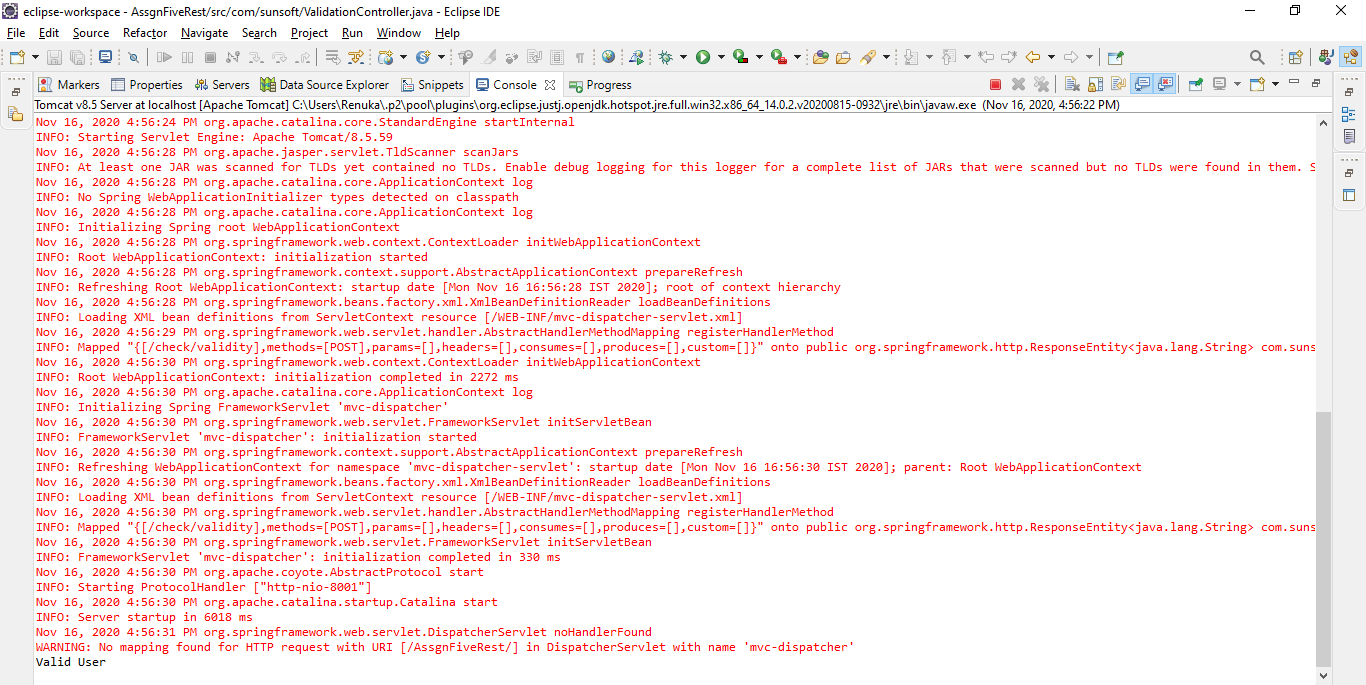 eclipse-workspace - AssgnFiveRest/src/com/sunsoft/ValidationController.java - Eclipse IDE
File Edit Source Refactor Navigate Search Project Run Window Help
Markers Properties Servers Data Source Explorer Snippets Console Progress
Tomcat v8.5 Server at localhost [Apache Tomcat] C:\Users\Renuka\.p2\pool\plugins\org.eclipse.justj.openjdk.hotspot.jre.full.win32.x86_64_14.0.2.v20200815-0932\jre\bin\javaw.exe (Nov 16, 2020, 4:56:22 PM)
Nov 16, 2020 4:56:24 PM org.apache.catalina.core.StandardEngine startInternal
INFO: Starting Servlet Engine: Apache Tomcat/8.5.59
Nov 16, 2020 4:56:28 PM org.apache.jasper.servlet.TldScanner scanJars
INFO: At least one JAR was scanned for TLDs yet contained no TLDs. Enable debug logging for this logger for a complete list of JARs that were scanned but no TLDs were found in them. S
Nov 16, 2020 4:56:28 PM org.apache.catalina.core.ApplicationContext log
INFO: No Spring WebApplicationInitializer types detected on classpath
Nov 16, 2020 4:56:28 PM org.apache.catalina.core.ApplicationContext log
INFO: Initializing Spring root WebApplicationContext
Nov 16, 2020 4:56:28 PM org.springframework.web.context.ContextLoader initWebApplicationContext
INFO: Root WebApplicationContext: initialization started
Nov 16, 2020 4:56:28 PM org.springframework.context.support.AbstractApplicationContext prepareRefresh
INFO: Refreshing Root WebApplicationContext: startup date [Mon Nov 16 16:56:28 IST 2020]; root of context hierarchy
Nov 16, 2020 4:56:28 PM org.springframework.beans.factory.xml.XmlBeanDefinitionReader loadBeanDefinitions
INFO: Loading XML bean definitions from ServletContext resource [/WEB-INF/mvc-dispatcher-servlet.xml]
Nov 16, 2020 4:56:29 PM org.springframework.web.servlet.handler.AbstractHandlerMethodMapping registerHandlerMethod
INFO: Mapped "{[/check/validity],methods=[POST],params=[],headers=[],consumes=[],produces=[],custom=[]}" onto public org.springframework.http.ResponseEntity<java.lang.String> com.suns
Nov 16, 2020 4:56:30 PM org.springframework.web.context.ContextLoader initWebApplicationContext
INFO: Root WebApplicationContext: initialization completed in 2272 ms
Nov 16, 2020 4:56:30 PM org.apache.catalina.core.ApplicationContext log
INFO: Initializing Spring FrameworkServlet 'mvc-dispatcher'
Nov 16, 2020 4:56:30 PM org.springframework.web.servlet.FrameworkServlet initServletBean
INFO: FrameworkServlet 'mvc-dispatcher': initialization started
Nov 16, 2020 4:56:30 PM org.springframework.context.support.AbstractApplicationContext prepareRefresh
INFO: Refreshing WebApplicationContext for namespace 'mvc-dispatcher-servlet': startup date [Mon Nov 16 16:56:30 IST 2020]; parent: Root WebApplicationContext
Nov 16, 2020 4:56:30 PM org.springframework.beans.factory.xml.XmlBeanDefinitionReader loadBeanDefinitions
INFO: Loading XML bean definitions from ServletContext resource [/WEB-INF/mvc-dispatcher-servlet.xml]
Nov 16, 2020 4:56:30 PM org.springframework.web.servlet.handler.AbstractHandlerMethodMapping registerHandlerMethod
INFO: Mapped "{[/check/validity],methods=[POST],params=[],headers=[],consumes=[],produces=[],custom=[]}" onto public org.springframework.http.ResponseEntity<java.lang.String> com.suns
Nov 16, 2020 4:56:30 PM org.springframework.web.servlet.FrameworkServlet initServletBean
INFO: FrameworkServlet 'mvc-dispatcher': initialization completed in 330 ms
Nov 16, 2020 4:56:30 PM org.apache.coyote.AbstractProtocol start
INFO: Starting ProtocolHandler ["http-nio-8001"]
Nov 16, 2020 4:56:30 PM org.apache.catalina.startup.Catalina start
INFO: Server startup in 6018 ms
Nov 16, 2020 4:56:31 PM org.springframework.web.servlet.DispatcherServlet noHandlerFound
WARNING: No mapping found for HTTP request with URI [/AssgnFiveRest/] in DispatcherServlet with name 'mvc-dispatcher'
Valid User